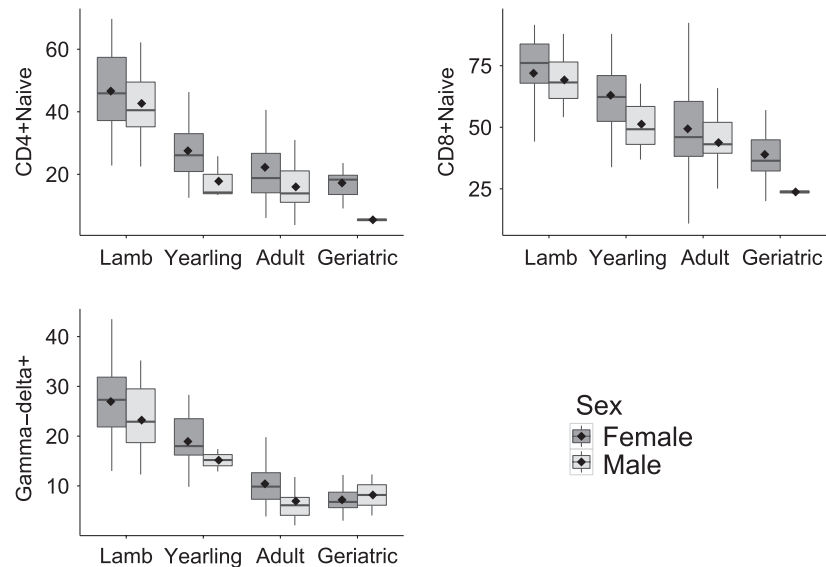 CD4+Naive
60
40
20
Lamb Yearling Adult Geriatric
CD8+Naive
75
50
25
Lamb Yearling Adult Geriatric
Gamma−delta+
40
30
20
10
Lamb Yearling Adult Geriatric
Sex
Female
Male